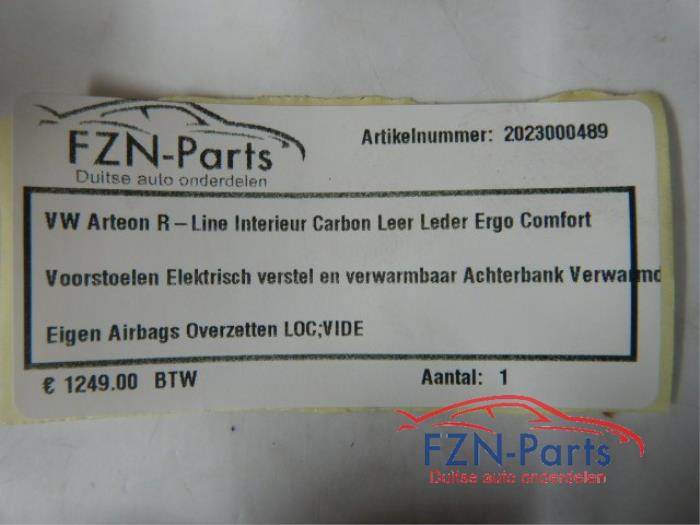 FZN-Parts
Duitse auto onderdelen
Artikelnummer: 2023000489
VW Arteon R-Line Interieur Carbon Leer Leder Ergo Comfort
Voorstoelen Elektrisch verstel en verwarmbaar Achterbank Verwarmd
Eigen Airbags Overzetten LOC;VIDE
€ 1249.00 BTW
Aantal: 1
FZN-Parts
Duitse auto onderdelen